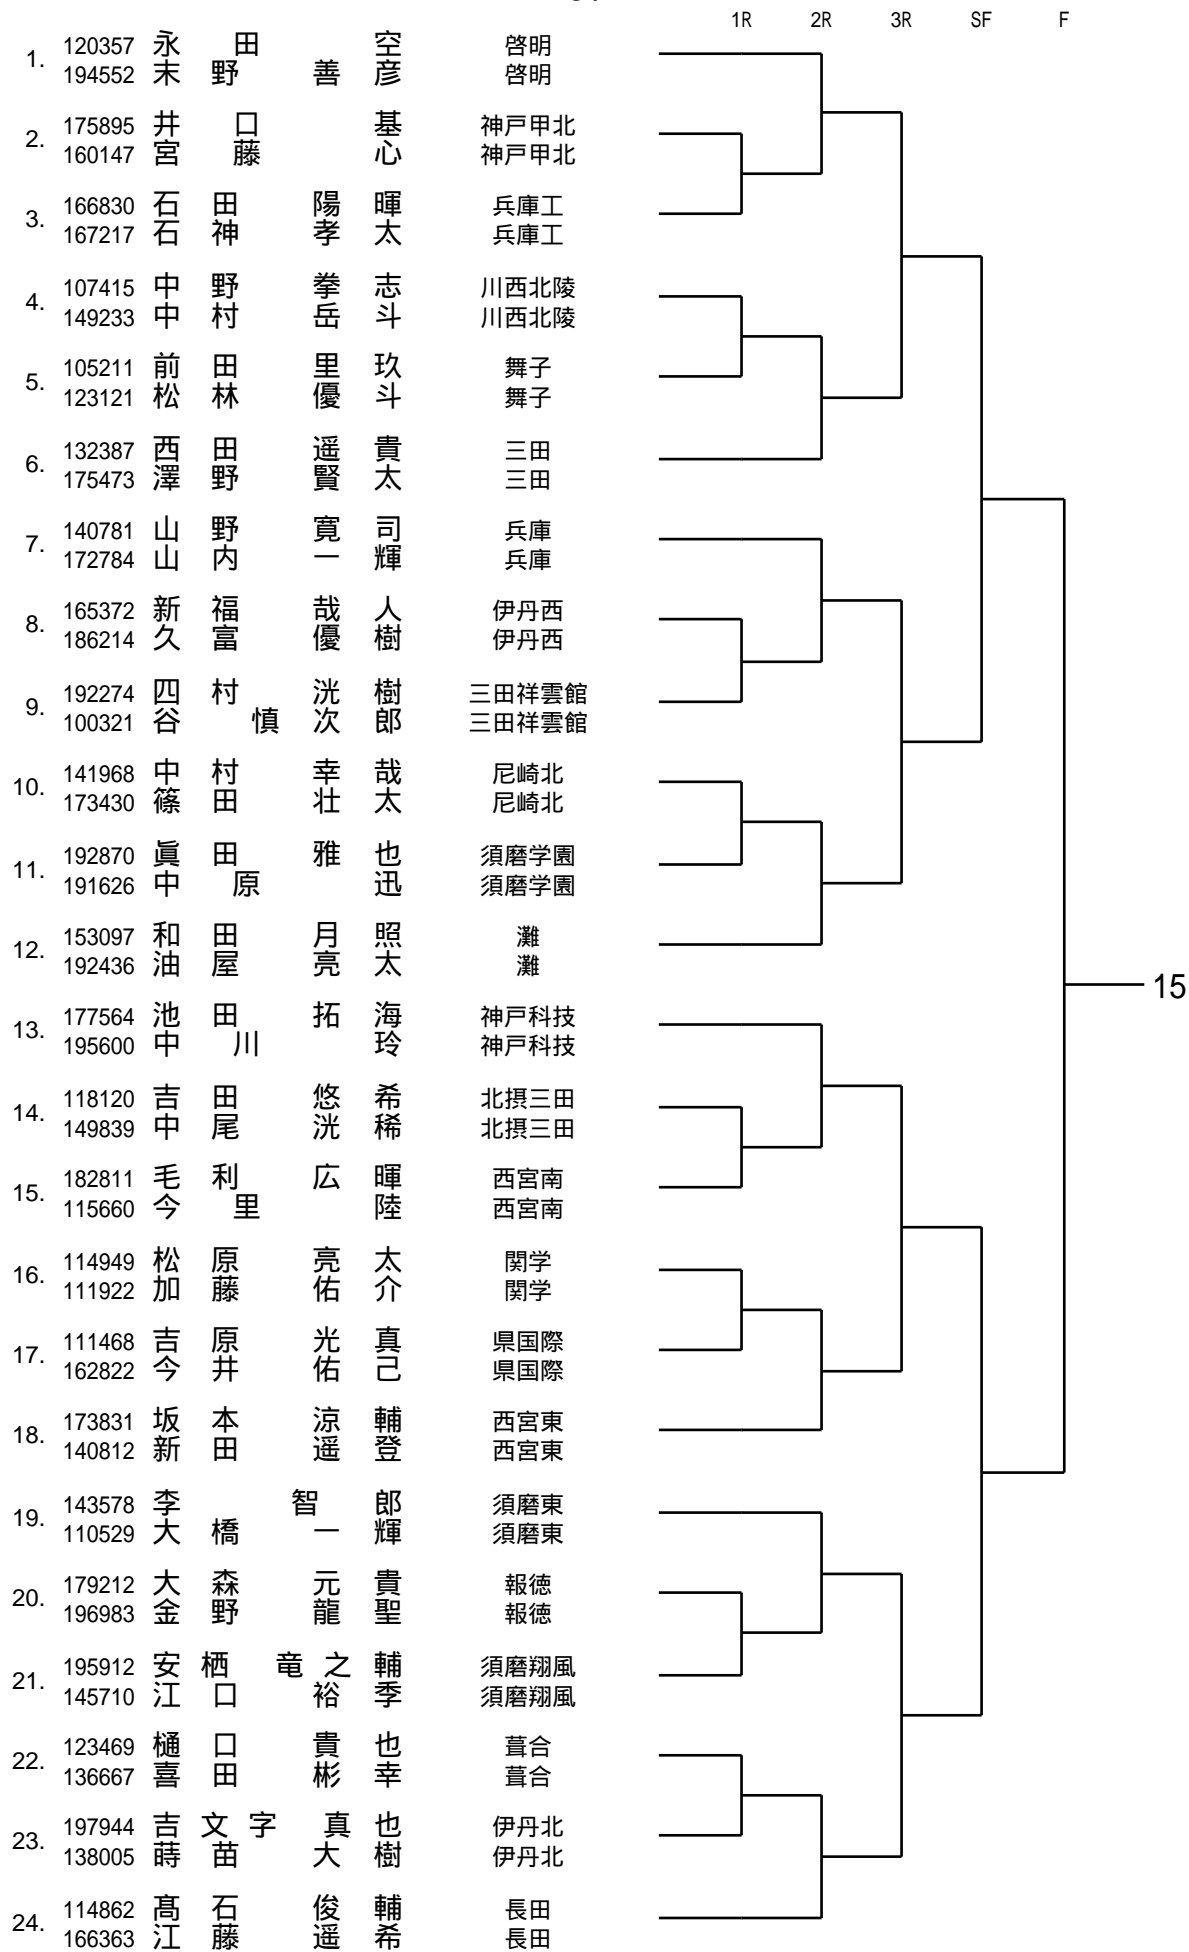 1R 2R 3R SF F
1. 120357 永田 空 啓明
194552 末野 善彦 啓明
2. 175895 井口 基 神戸甲北
160147 宮藤 心 神戸甲北
3. 166830 石田 陽暉 兵庫工
167217 石神 孝太 兵庫工
4. 107415 中野 拳志 川西北陵
149233 中村 岳斗 川西北陵
5. 105211 前田 里玖 舞子
123121 松林 優斗 舞子
6. 132387 西田 遥貴 三田
175473 澤野 賢太 三田
7. 140781 山野 寛司 兵庫
172784 山内 一輝 兵庫
8. 165372 新福 哉人 伊丹西
186214 久富 優樹 伊丹西
9. 192274 四村 洸樹 三田祥雲館
100321 谷 慎次郎 三田祥雲館
10. 141968 中村 幸哉 尼崎北
173430 篠田 壮太 尼崎北
11. 192870 眞田 雅也 須磨学園
191626 中原 迅 須磨学園
12. 153097 和田 月照 灘
192436 油屋 亮太 灘
15
13. 177564 池田 拓海 神戸科技
195600 中川 玲 神戸科技
14. 118120 吉田 悠希 北摂三田
149839 中尾 洸稀 北摂三田
15. 182811 毛利 広暉 西宮南
115660 今里 陸 西宮南
16. 114949 松原 亮太 関学
111922 加藤 佑介 関学
17. 111468 吉原 光真 県国際
162822 今井 佑己 県国際
18. 173831 坂本 涼輔 西宮東
140812 新田 遥登 西宮東
19. 143578 李 智郎 須磨東
110529 大橋 一輝 須磨東
20. 179212 大森 元貴 報徳
196983 金野 龍聖 報徳
21. 195912 安栖 竜之輔 須磨翔風
145710 江口 裕季 須磨翔風
22. 123469 樋口 貴也 葺合
136667 喜田 彬幸 葺合
23. 197944 吉文字 真也 伊丹北
138005 蒔苗 大樹 伊丹北
24. 114862 髙石 俊輔 長田
166363 江藤 遥希 長田